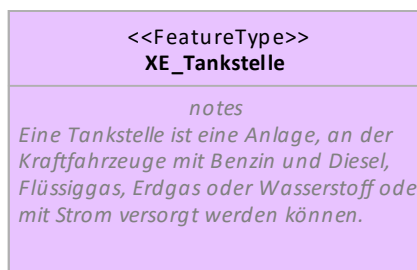 <<FeatureType>>
XE_Tankstelle
notes
Eine Tankstelle ist eine Anlage, an der
Kraftfahrzeuge mit Benzin und Diesel,
Flüssiggas, Erdgas oder Wasserstoff ode
mit Strom versorgt werden können.